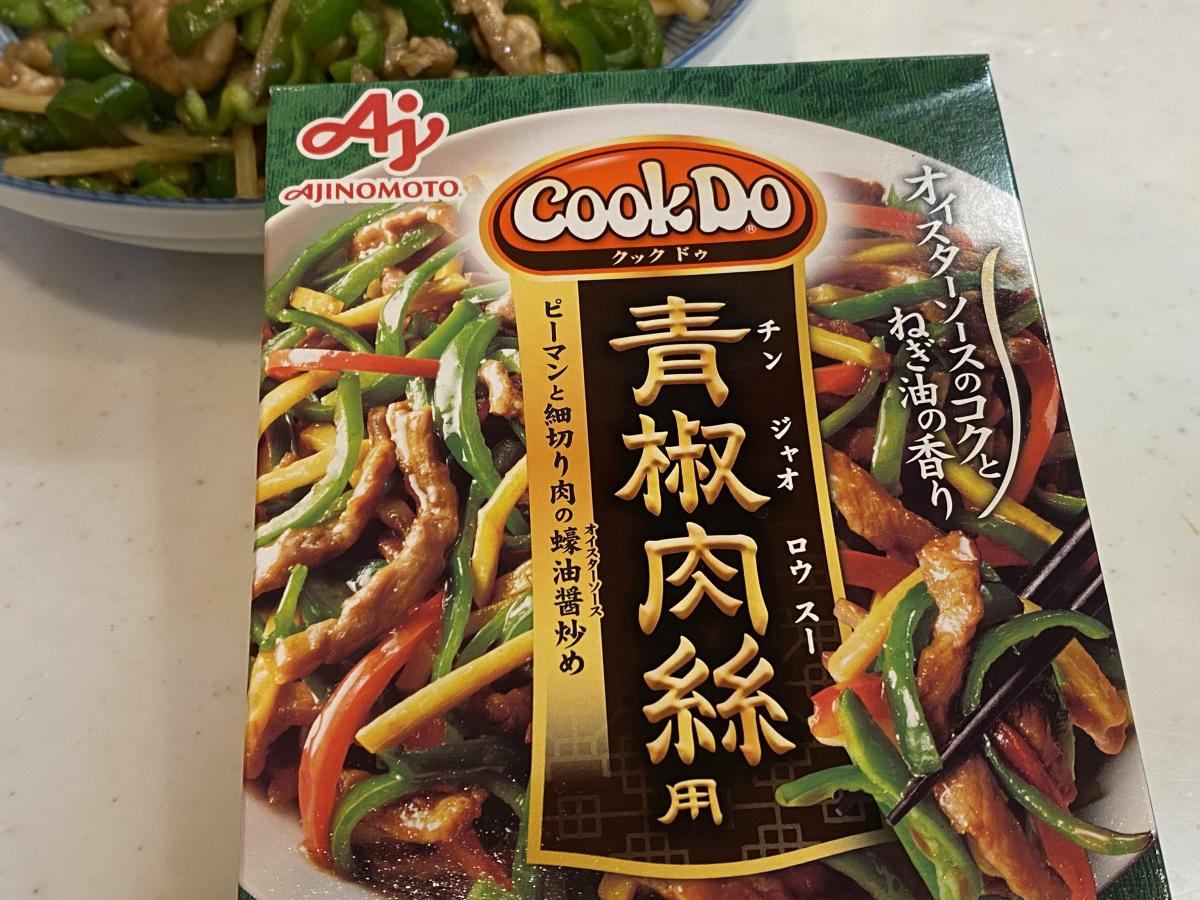 Aj
AJINOMOTO
CookDo®
クック ドゥ
オイスターソースのコクと
ねぎ油の香り
青椒肉絲用
チン ジャオ ロウ スー
ピーマンと細切り肉の蠔油醤炒め
オイスターソース